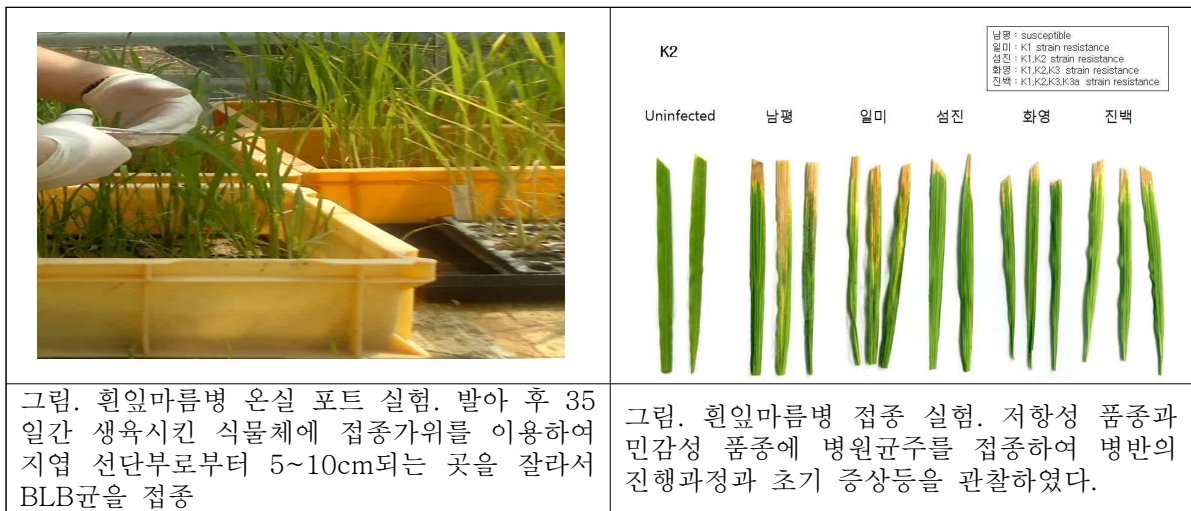 K2
남평 : susceptible
일미 : K1 strain resistance
섬진 : K1,K2 strain resistance
화영 : K1,K2,K3 strain resistance
진백 : K1,K2,K3,K3a strain resistance
Uninfected 남평 일미 섬진 화영 진백
그림. 흰잎마름병 온실 포트 실험. 발아 후 35
일간 생육시킨 식물체에 접종가위를 이용하여
지엽 선단부로부터 5~10cm되는 곳을 잘라서
BLB균을 접종
그림. 흰잎마름병 접종 실험. 저항성 품종과
민감성 품종에 병원균주를 접종하여 병반의
진행과정과 초기 증상등을 관찰하였다.